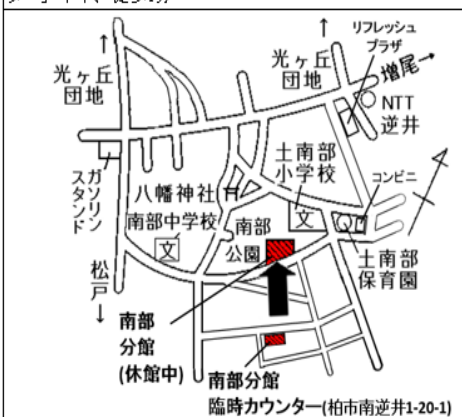 リフレッシュ
プラザ
↑
光ヶ丘
団地
↑
光ヶ丘
団地
増尾→
NTT
逆井
ガソリン
スタンド
八幡神社
南部中学校
文
土南部
小学校
文
コンビニ
南部
公園
土南部
保育園
松戸
↓
南部
分館
(休館中)
南部分館
臨時カウンター(柏市南逆井1-20-1)